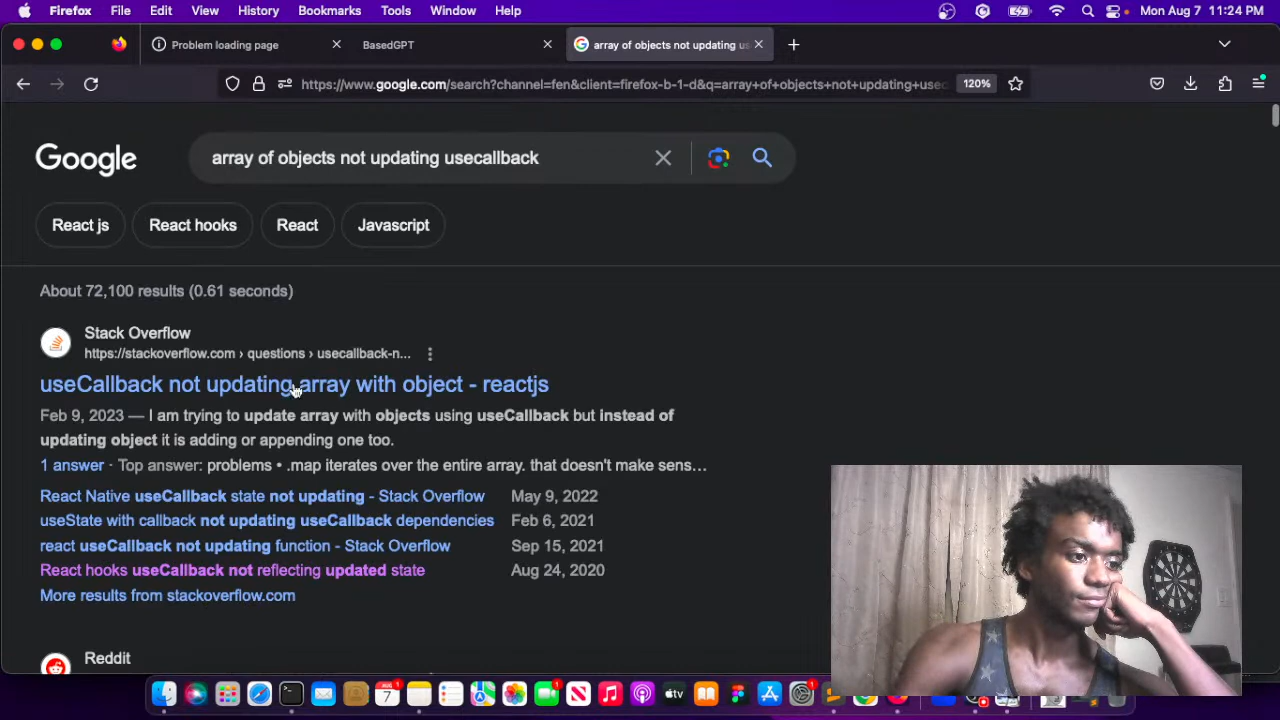 Firefox File Edit View History Bookmarks Tools Window Help Mon Aug 7 11:24 PM
Problem loading page BasedGPT array of objects not updating us
https://www.google.com/search?channel=fen&client=firefox-b-1-d&q=array+of+objects+not+updating+usec 120%
Google array of objects not updating usecallback
React js React hooks React Javascript
About 72,100 results (0.61 seconds)
Stack Overflow
https://stackoverflow.com › questions › usecallback-n...
useCallback not updating array with object - reactjs
Feb 9, 2023 — I am trying to update array with objects using useCallback but instead of
updating object it is adding or appending one too.
1 answer · Top answer: problems • .map iterates over the entire array. that doesn't make sens...
React Native useCallback state not updating - Stack Overflow May 9, 2022
useState with callback not updating useCallback dependencies Feb 6, 2021
react useCallback not updating function - Stack Overflow Sep 15, 2021
React hooks useCallback not reflecting updated state Aug 24, 2020
More results from stackoverflow.com
Reddit
7 1 tv 1